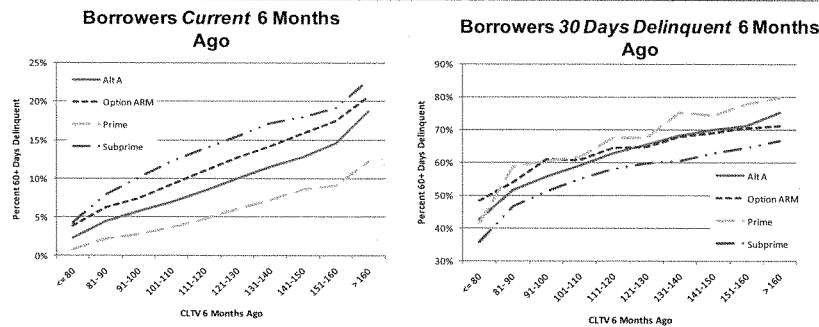 Borrowers Current 6 Months
Ago
25%
20%
15%
10%
5%
0%
Percent 60+ Days Delinquent
Alt A
Option ARM
Prime
Subprime
<= 80
81-90
91-100
101-110
111-120
121-130
131-140
141-150
151-160
> 160
CLTV 6 Months Ago
Borrowers 30 Days Delinquent 6 Months
Ago
90%
80%
70%
60%
50%
40%
30%
Percent 60+ Days Delinquent
Alt A
Option ARM
Prime
Subprime
<= 80
81-90
91-100
101-110
111-120
121-130
131-140
141-150
151-160
> 160
CLTV 6 Months Ago